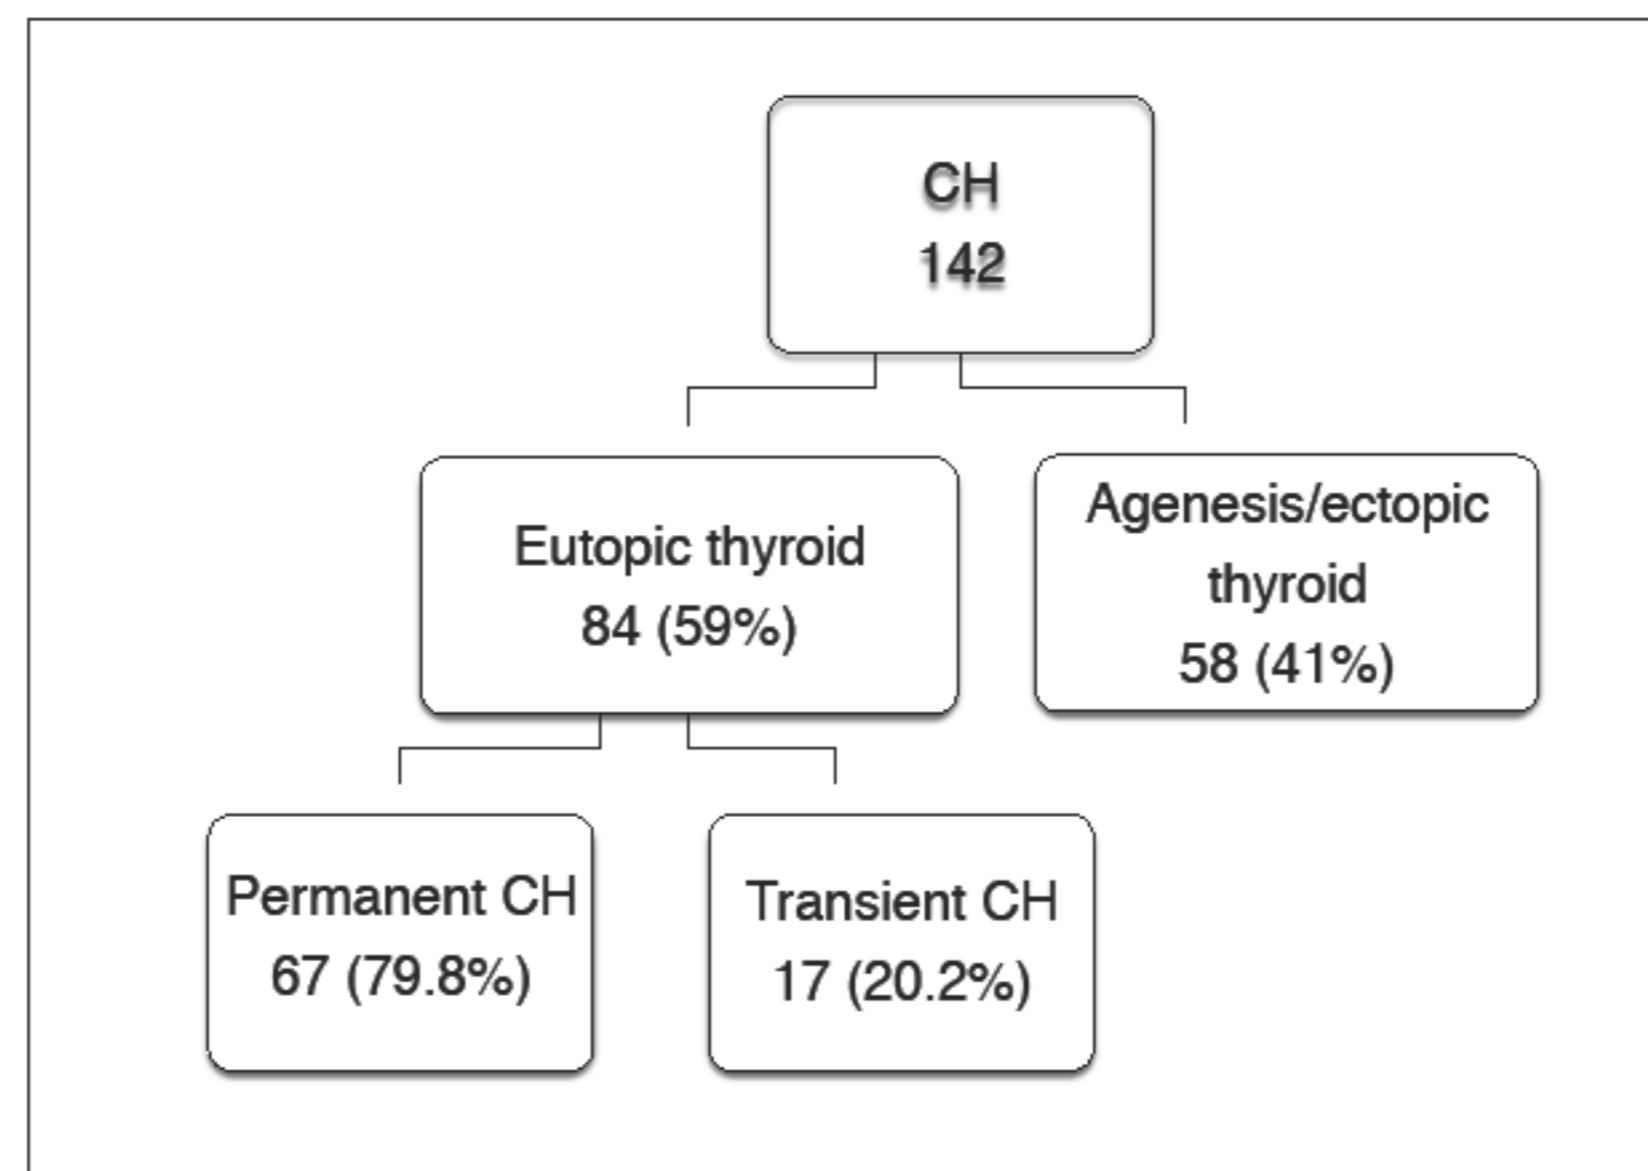 CH
142
Eutopic thyroid
84 (59%)
Agenesis/ectopic
thyroid
58 (41%)
Permanent CH
67 (79.8%)
Transient CH
17 (20.2%)